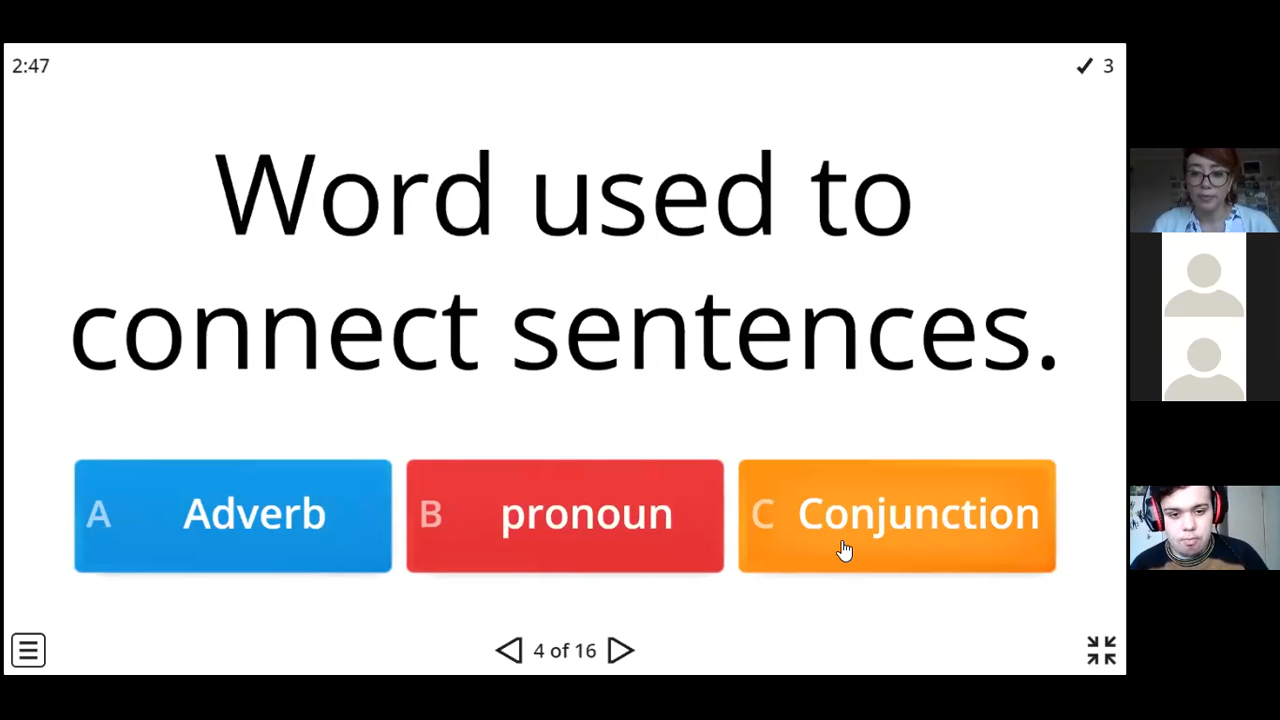 2:47
✓ 3
Word used to
connect sentences.
A Adverb
B pronoun
C Conjunction
4 of 16